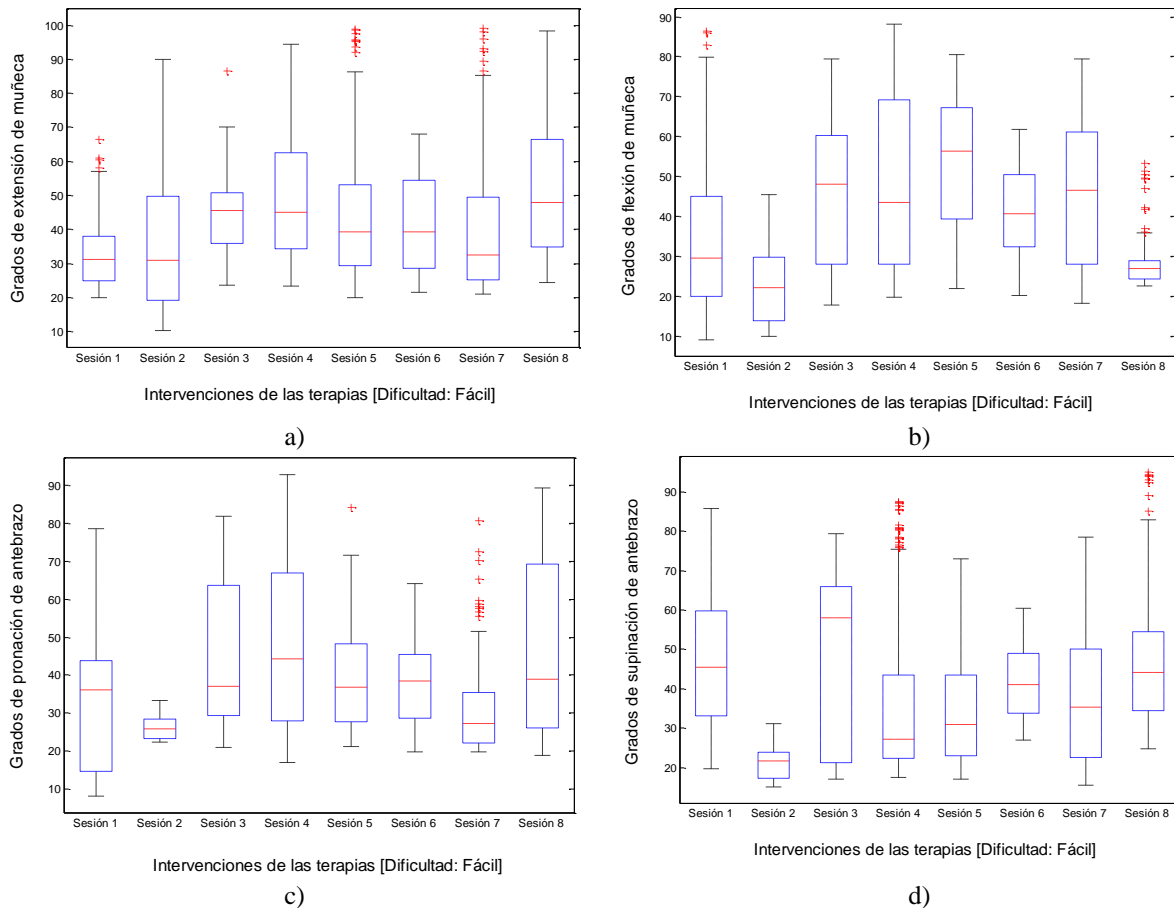 Grados de extensión de muñeca
100
90
80
70
60
50
40
30
20
10
Sesión 1 Sesión 2 Sesión 3 Sesión 4 Sesión 5 Sesión 6 Sesión 7 Sesión 8
Intervenciones de las terapias [Dificultad: Fácil]
a)
Grados de flexión de muñeca
90
80
70
60
50
40
30
20
10
Sesión 1 Sesión 2 Sesión 3 Sesión 4 Sesión 5 Sesión 6 Sesión 7 Sesión 8
Intervenciones de las terapias [Dificultad: Fácil]
b)
Grados de pronación de antebrazo
90
80
70
60
50
40
30
20
10
Sesión 1 Sesión 2 Sesión 3 Sesión 4 Sesión 5 Sesión 6 Sesión 7 Sesión 8
Intervenciones de las terapias [Dificultad: Fácil]
c)
Grados de supinación de antebrazo
90
80
70
60
50
40
30
20
Sesión 1 Sesión 2 Sesión 3 Sesión 4 Sesión 5 Sesión 6 Sesión 7 Sesión 8
Intervenciones de las terapias [Dificultad: Fácil]
d)